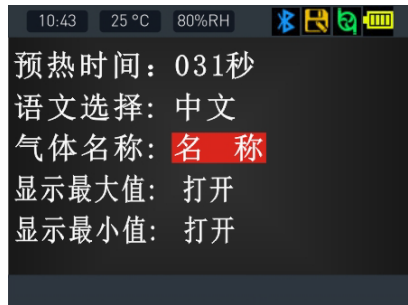 10:43 25 °C 80%RH
预热时间：031秒
语文选择: 中文
气体名称: 名 称
显示最大值: 打开
显示最小值: 打开